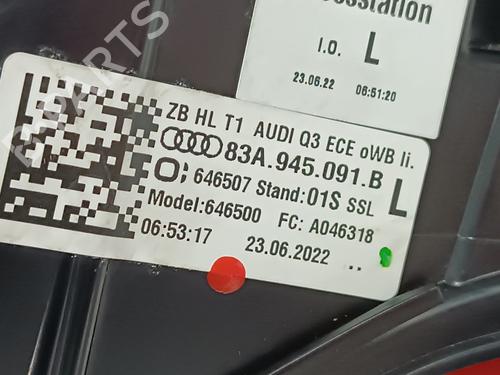 I.O. L
23.06.22 06:51:20
ZB HL T1 AUDI Q3 ECE oWB li.
83A.945.091.B
646507 Stand:01S SSL L
Model:646500 FC: A046318
06:53:17 23.06.2022 ..